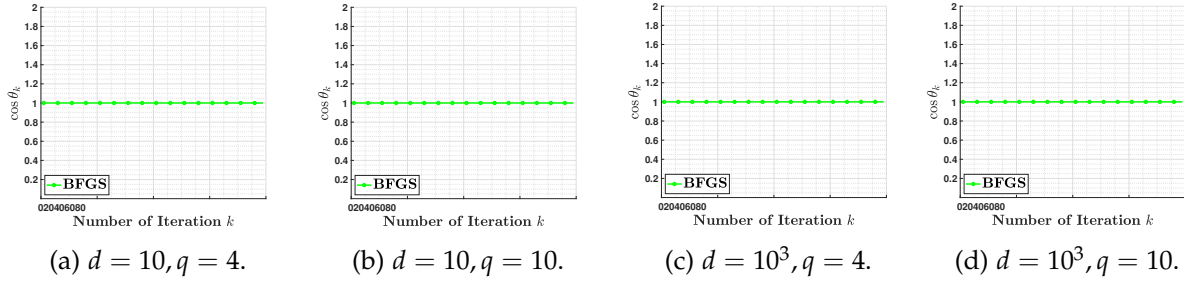 2
1.8
1.6
1.4
1.2
1
0.8
0.6
0.4
0.2
cos θ_k
BFGS
020406080
Number of Iteration k
(a) d = 10, q = 4.
2
1.8
1.6
1.4
1.2
1
0.8
0.6
0.4
0.2
cos θ_k
BFGS
020406080
Number of Iteration k
(b) d = 10, q = 10.
2
1.8
1.6
1.4
1.2
1
0.8
0.6
0.4
0.2
cos θ_k
BFGS
020406080
Number of Iteration k
(c) d = 10³, q = 4.
2
1.8
1.6
1.4
1.2
1
0.8
0.6
0.4
0.2
cos θ_k
BFGS
020406080
Number of Iteration k
(d) d = 10³, q = 10.